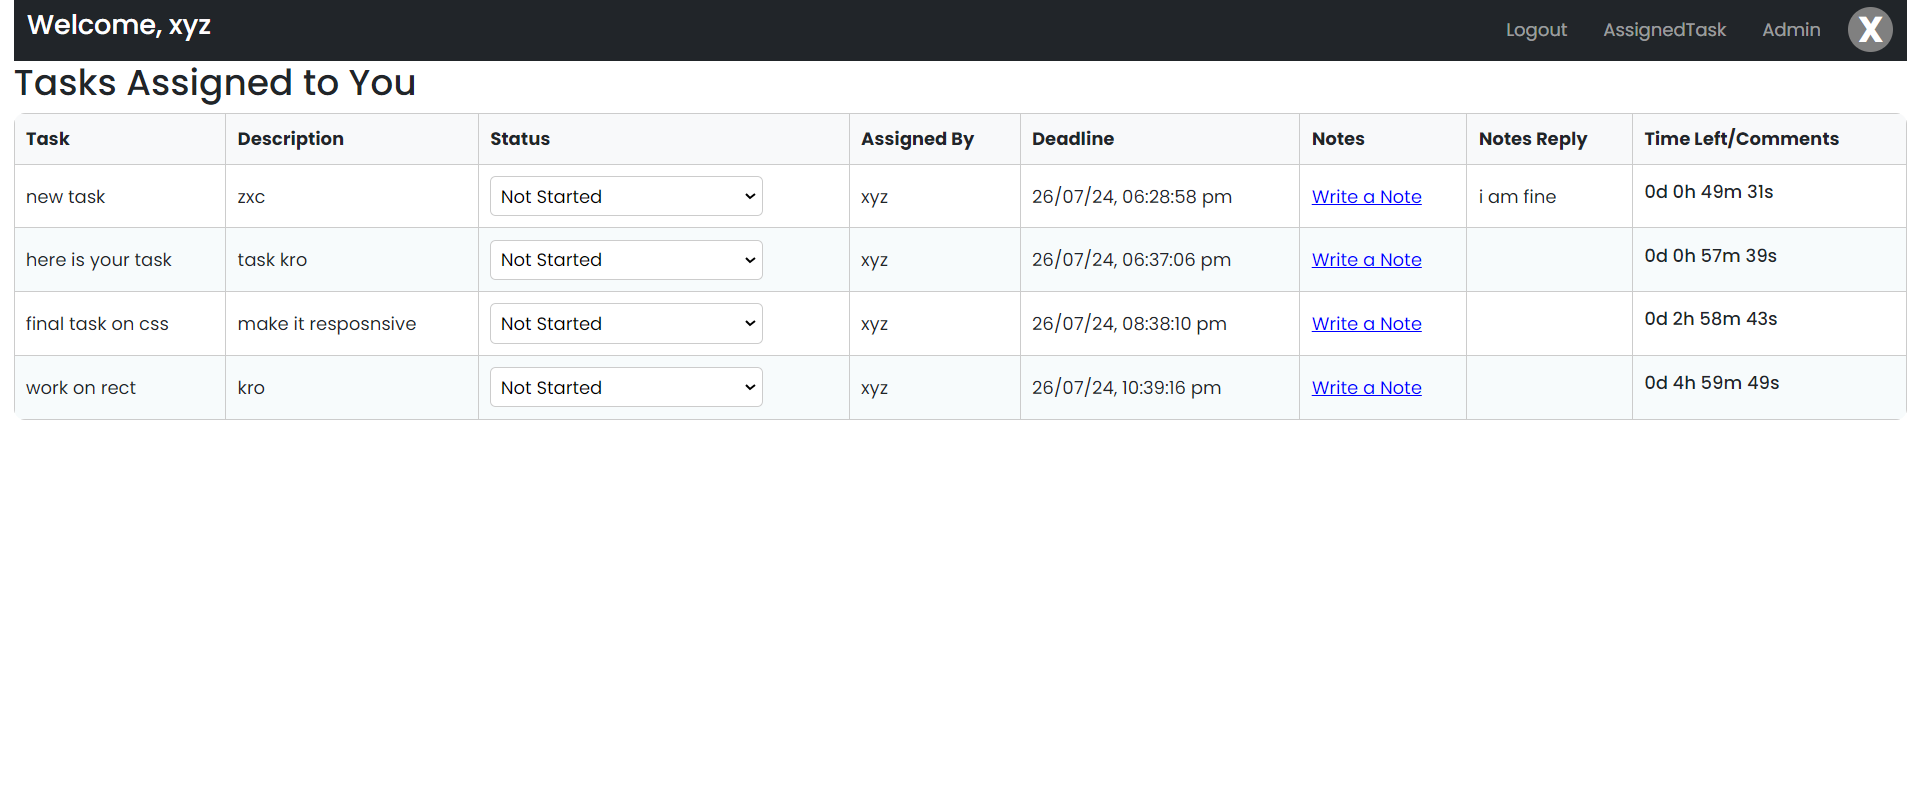 Welcome, xyz
Logout AssignedTask Admin X
Tasks Assigned to You
Task Description Status Assigned By Deadline Notes Notes Reply Time Left/Comments
new task zxc Not Started xyz 26/07/24, 06:28:58 pm Write a Note i am fine 0d 0h 49m 31s
here is your task task kro Not Started xyz 26/07/24, 06:37:06 pm Write a Note 0d 0h 57m 39s
final task on css make it resposnsive Not Started xyz 26/07/24, 08:38:10 pm Write a Note 0d 2h 58m 43s
work on rect kro Not Started xyz 26/07/24, 10:39:16 pm Write a Note 0d 4h 59m 49s